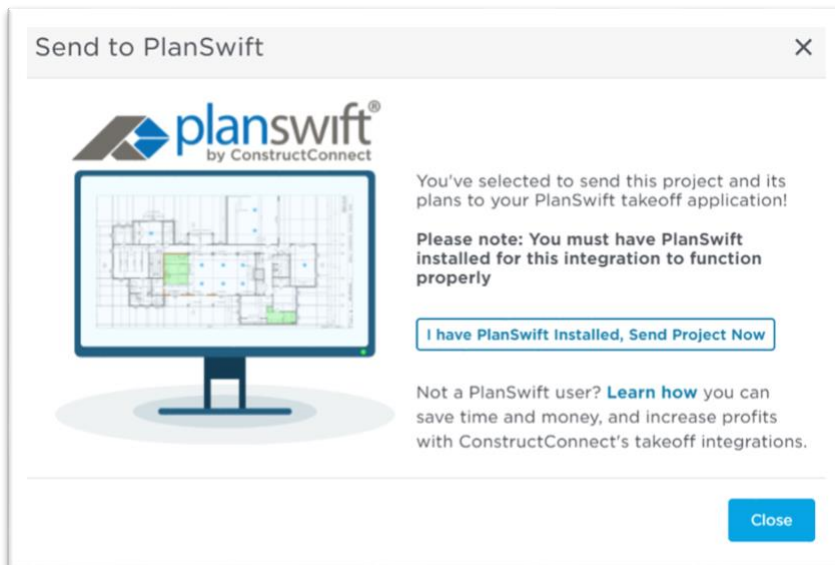 Send to PlanSwift
planswift®
by ConstructConnect
You've selected to send this project and its
plans to your PlanSwift takeoff application!
Please note: You must have PlanSwift
installed for this integration to function
properly
I have PlanSwift Installed, Send Project Now
Not a PlanSwift user? Learn how you can
save time and money, and increase profits
with ConstructConnect's takeoff integrations.
Close